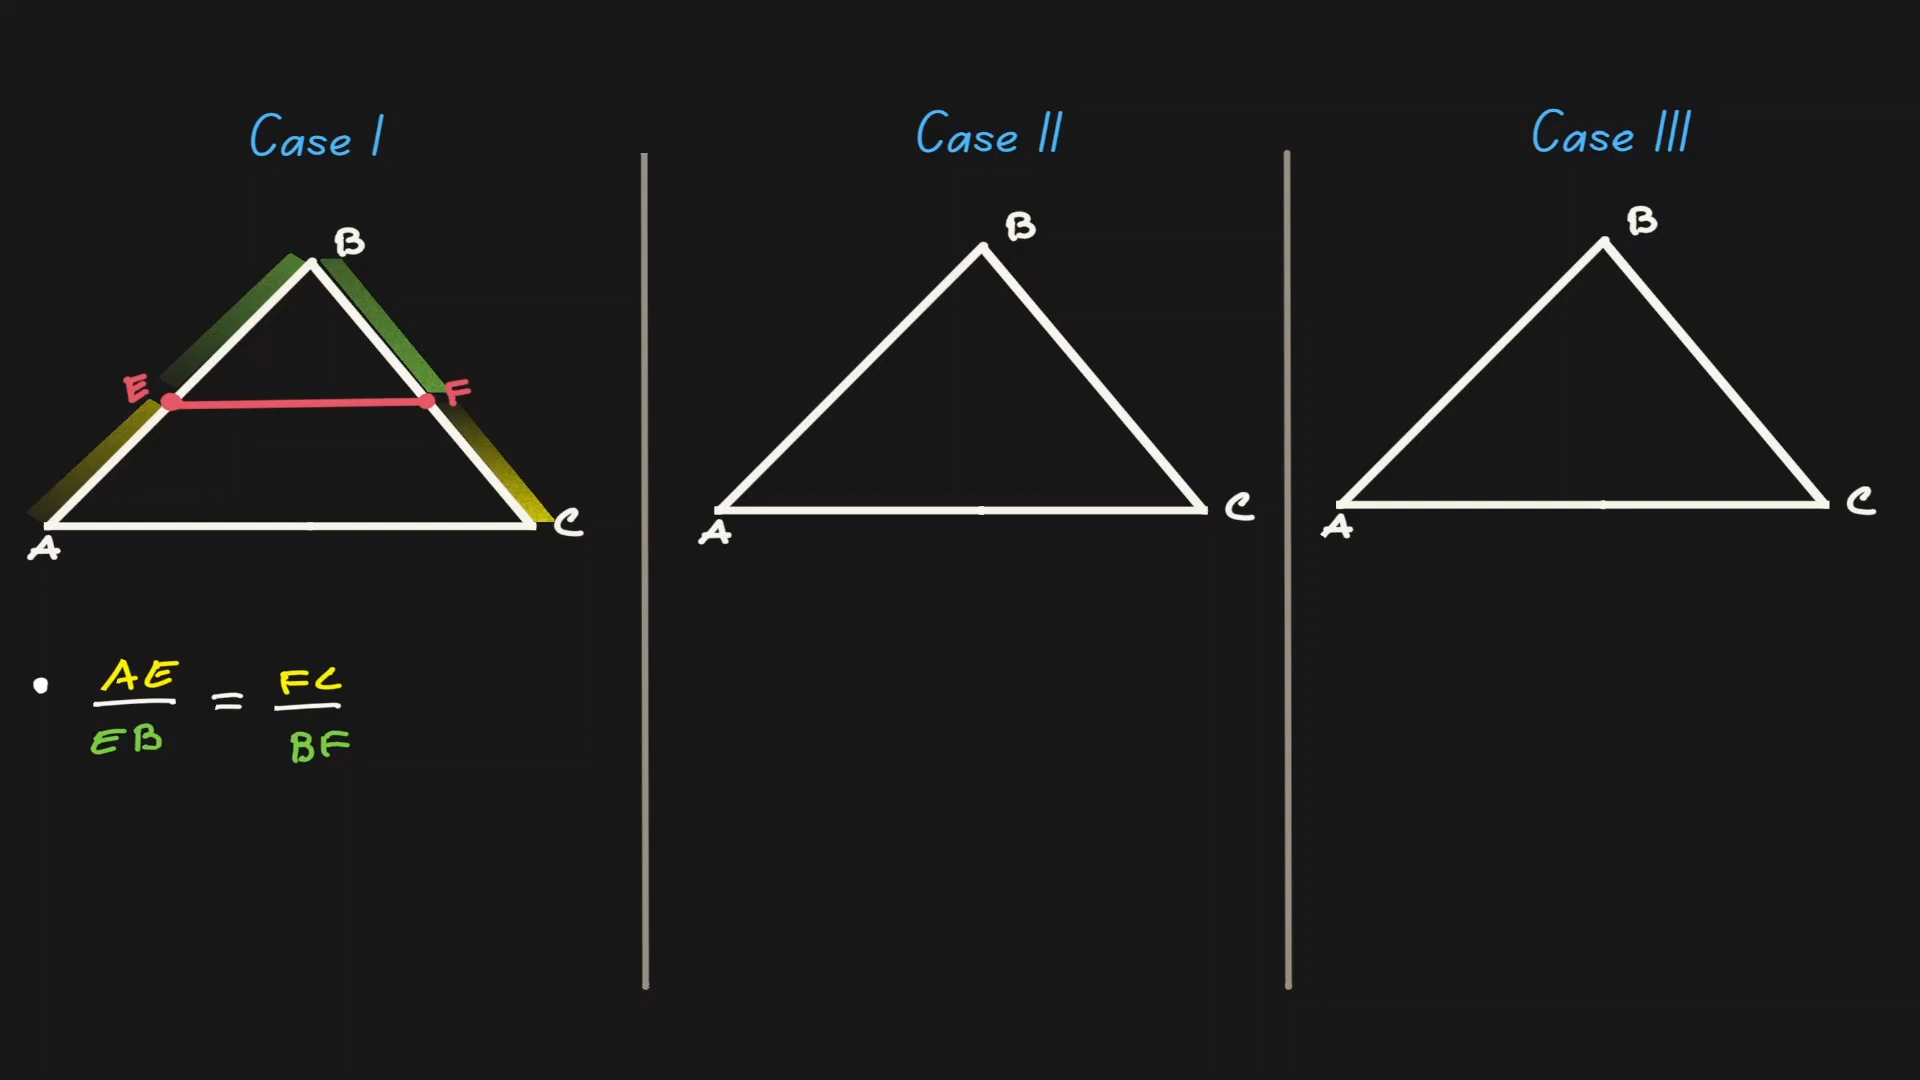 Case I
Case II
Case III
B
E
F
A
C
B
A
C
B
A
C
• AE/EB = FC/BF